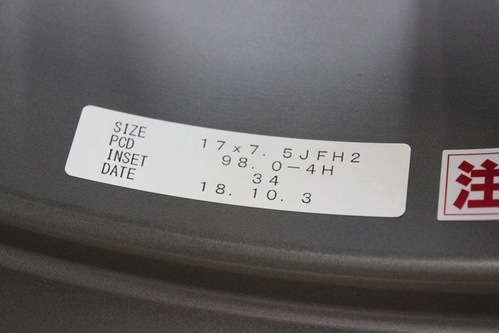 SIZE 17×7. 5JFH2
PCD 98. 0-4H
INSET 34
DATE 18. 10. 3
注